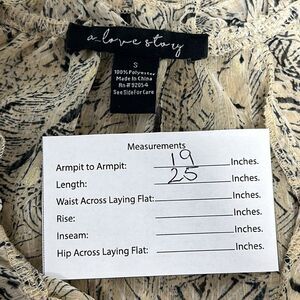 a love story
S
100% Polyester
Made In China
Rn# 92054
See Side For Care
Measurements
Armpit to Armpit: 19 Inches.
Length: 25 Inches.
Waist Across Laying Flat: Inches.
Rise: Inches.
Inseam: Inches.
Hip Across Laying Flat: Inches.